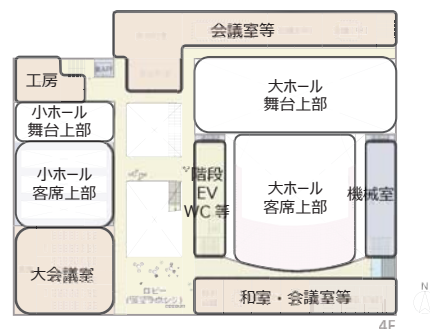 会議室等
工房
小ホール
舞台上部
大ホール
舞台上部
小ホール
客席上部
階段
EV
WC 等
大ホール
客席上部
機械室
大会議室
ロビー
和室・会議室等
N
4F